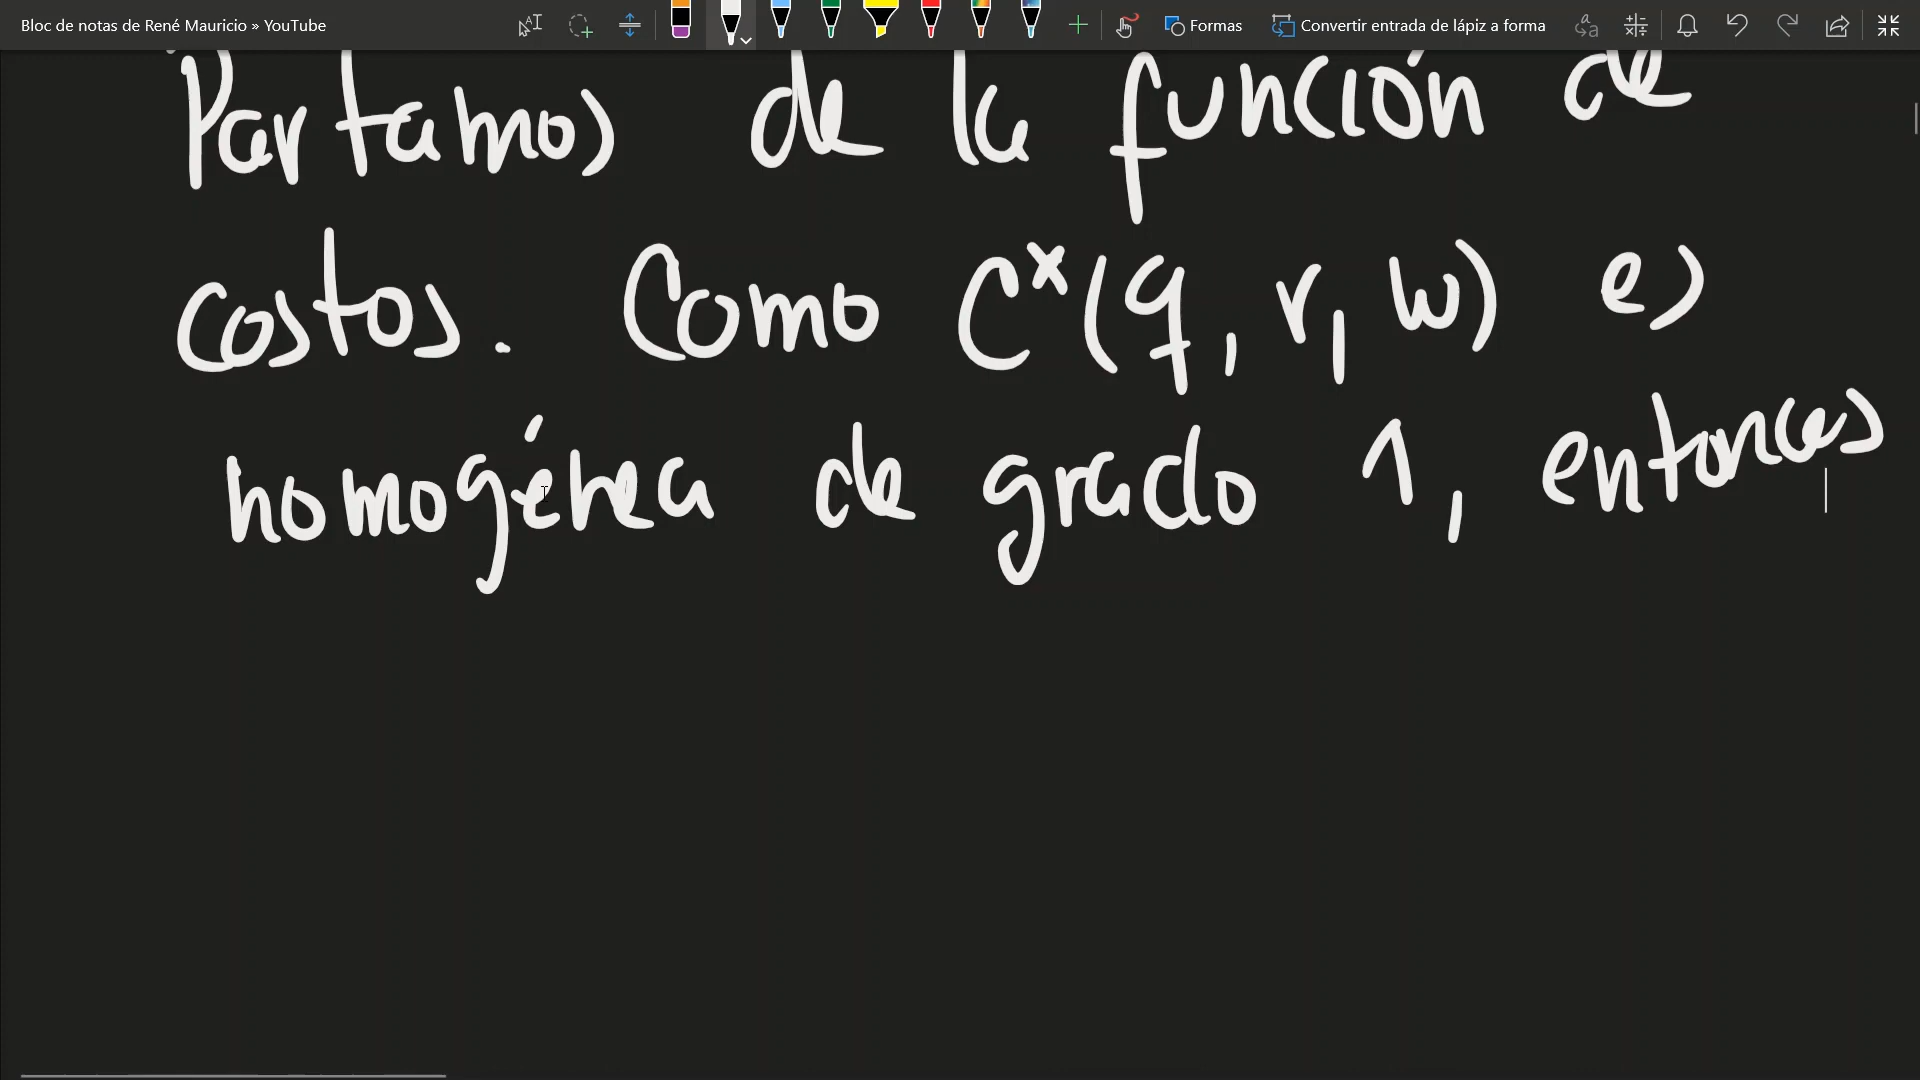 Bloc de notas de René Mauricio » YouTube
Formas
Convertir entrada de lápiz a forma
Partamos de la función de
costos. Como C*(q, r, w) es
homogénea de grado 1, entonces